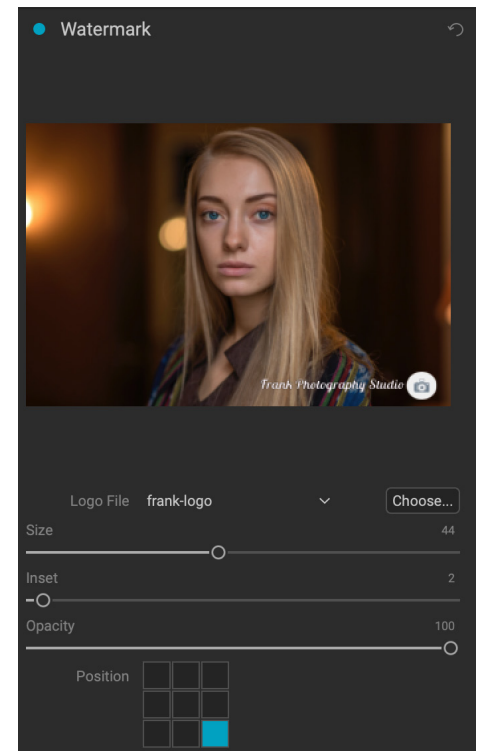 Watermark
Frank Photography Studio
Logo File frank-logo Choose...
Size 44
Inset 2
Opacity 100
Position